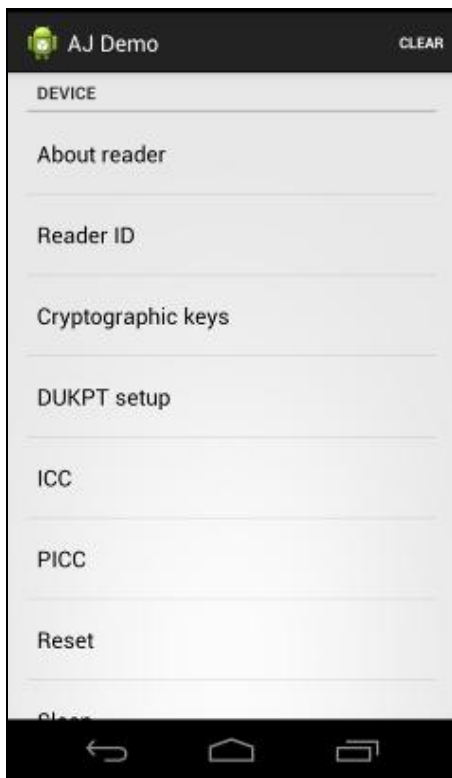 AJ Demo
CLEAR
DEVICE
About reader
Reader ID
Cryptographic keys
DUKPT setup
ICC
PICC
Reset